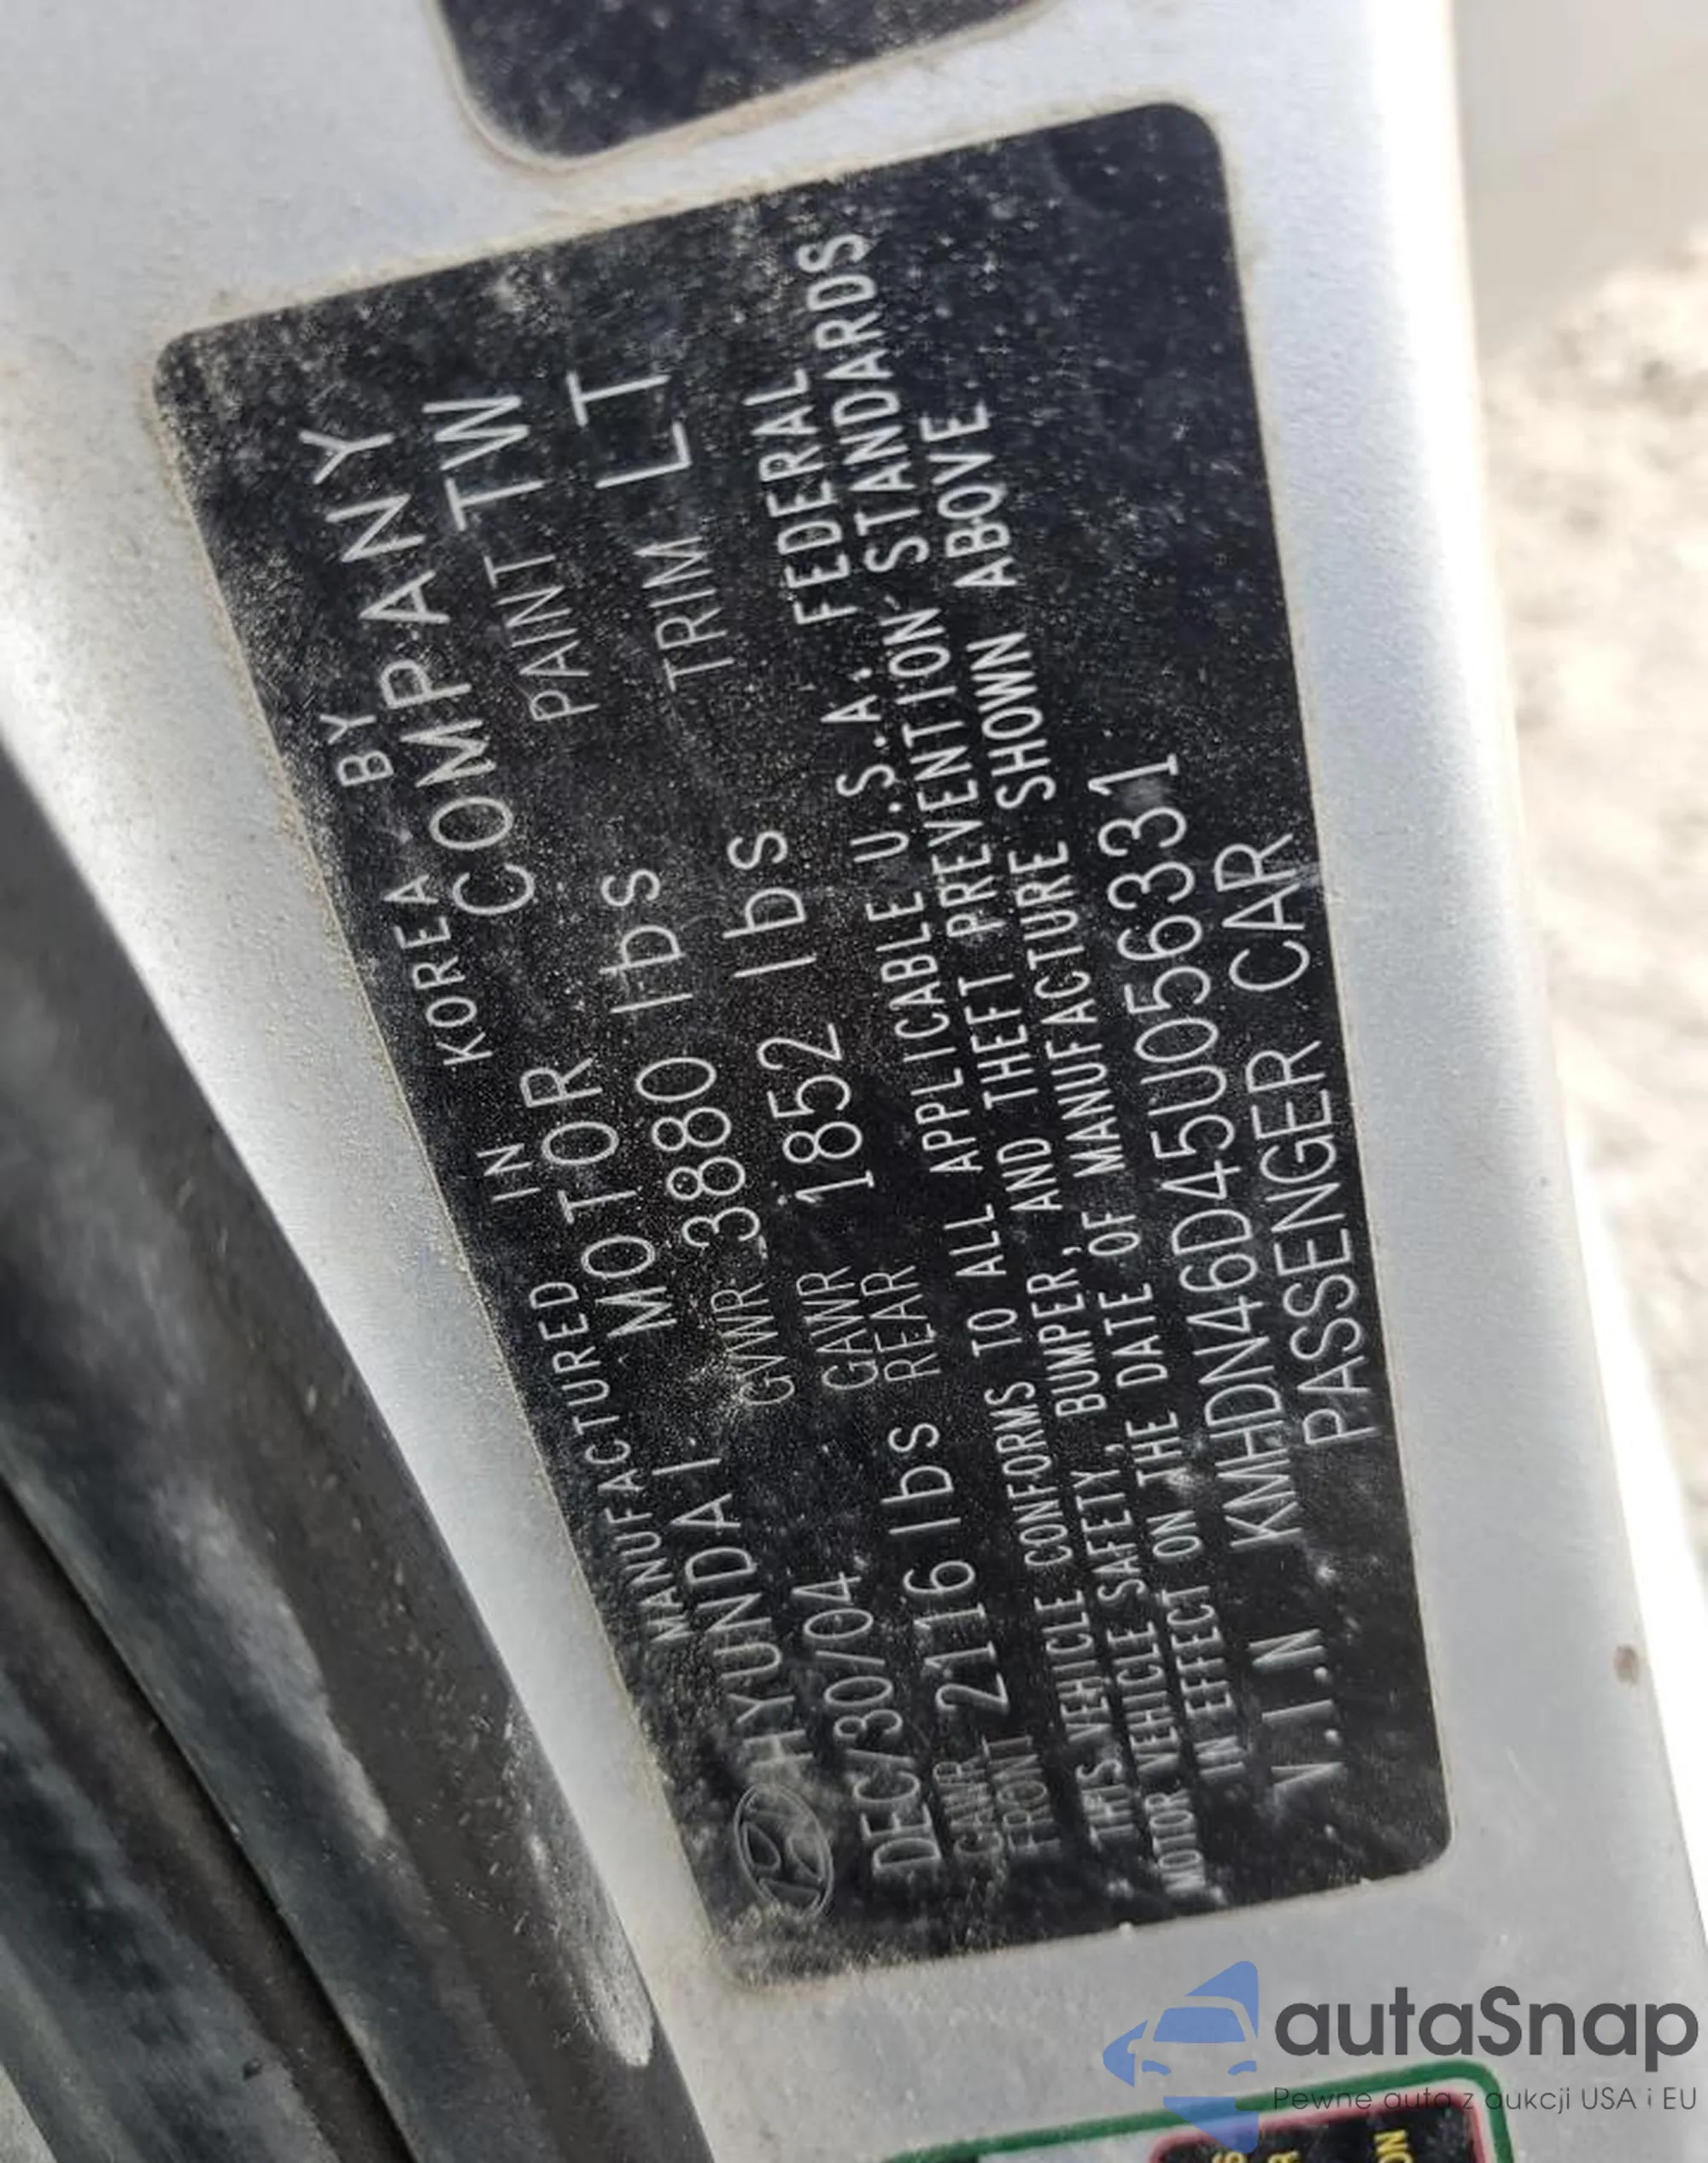 MANUFACTURED IN KOREA BY
HYUNDAI MOTOR COMPANY
DEC/30/04 GVWR 3880 lbs PAINT TW
GAWR FRONT 2116 lbs GAWR REAR 1852 lbs TRIM LT
THIS VEHICLE CONFORMS TO ALL APPLICABLE U.S.A. FEDERAL
MOTOR VEHICLE SAFETY, BUMPER, AND THEFT PREVENTION STANDARDS
IN EFFECT ON THE DATE OF MANUFACTURE SHOWN ABOVE
V.I.N KMHDN46D45U056331
PASSENGER CAR
autaSnap
Pewne auta z aukcji USA i EU